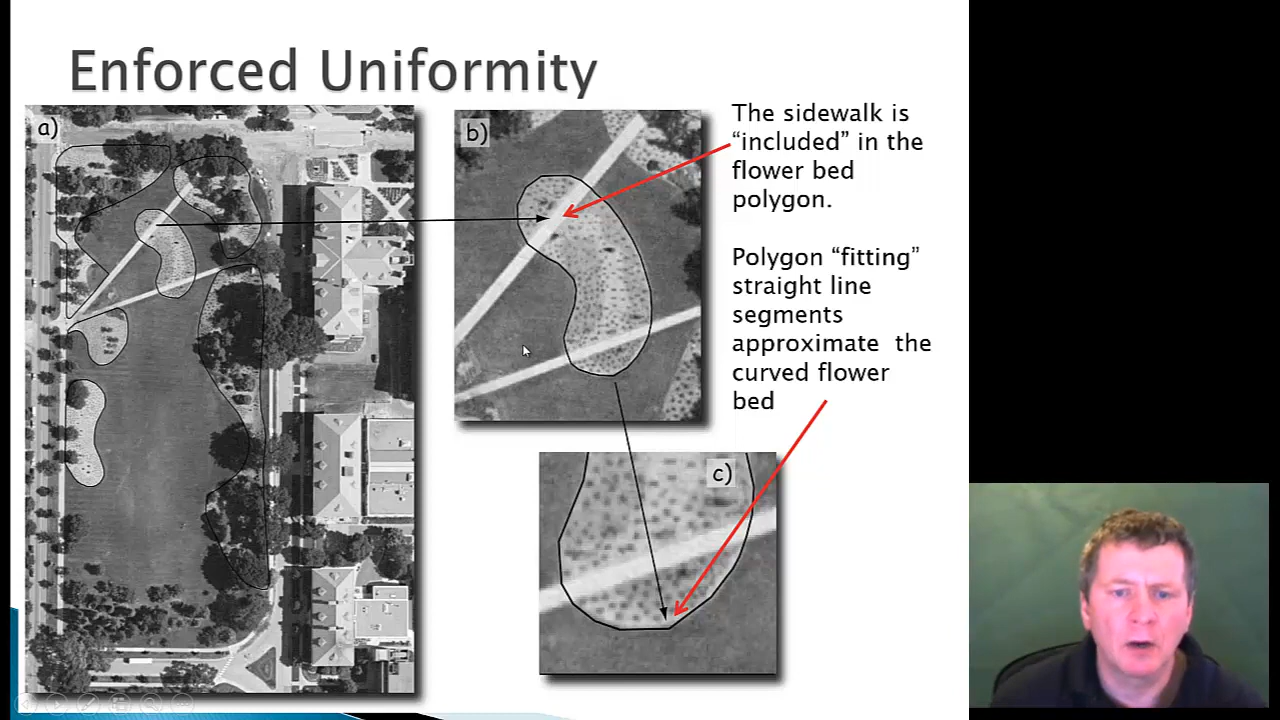 Enforced Uniformity
a)
b)
The sidewalk is
“included” in the
flower bed
polygon.
Polygon “fitting”
straight line
segments
approximate the
curved flower
bed
c)